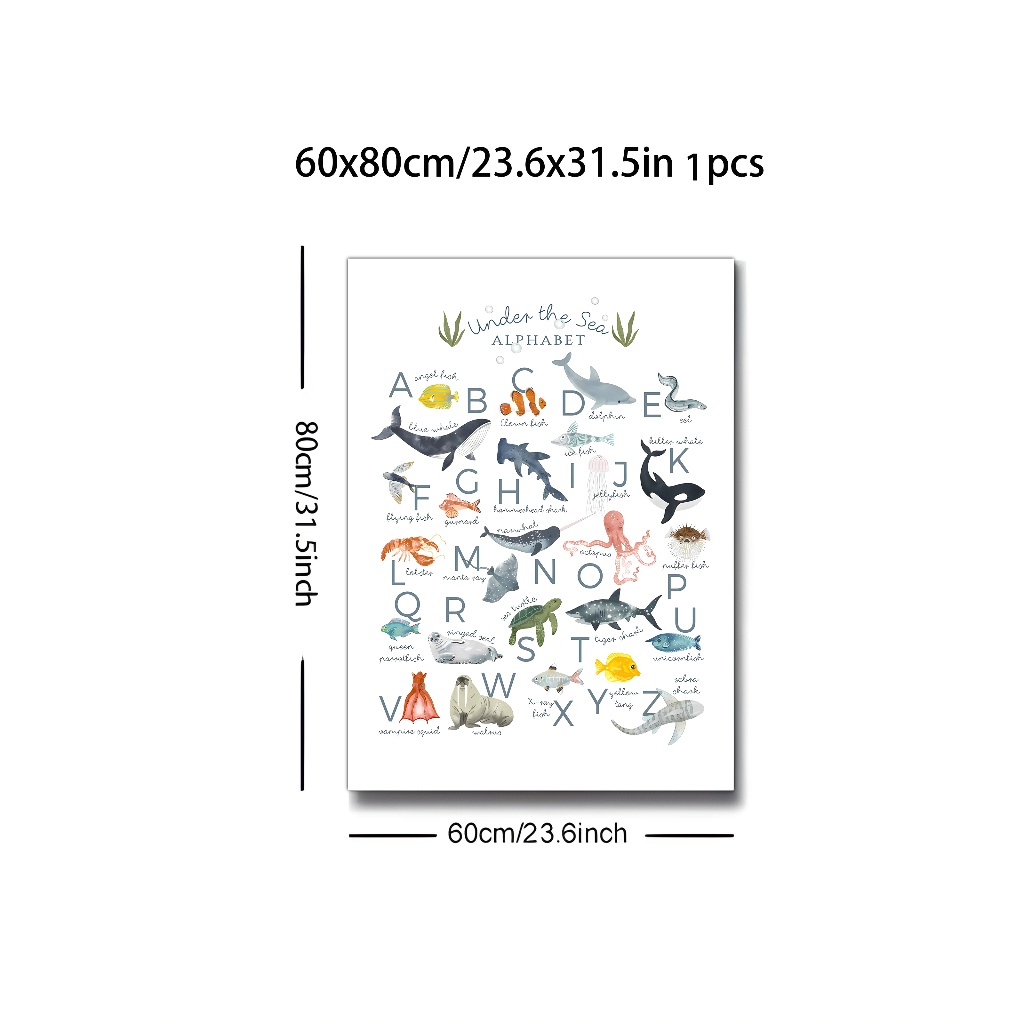 60x80cm/23.6x31.5in 1pcs
80cm/31.5inch
Under the Sea
ALPHABET
A angel fish
B blue whale
C clown fish
D dolphin
E eel
F flying fish
G gurnard
H hammerhead shark
I ice fish
J jellyfish
K killer whale
L lobster
M manta ray
N narwhal
O octopus
P puffer fish
Q queen parrotfish
R ringed seal
S sea turtle
T tiger shark
U unicornfish
V vampire squid
W walrus
X x-ray fish
Y yellow tang
Z zebra shark
60cm/23.6inch